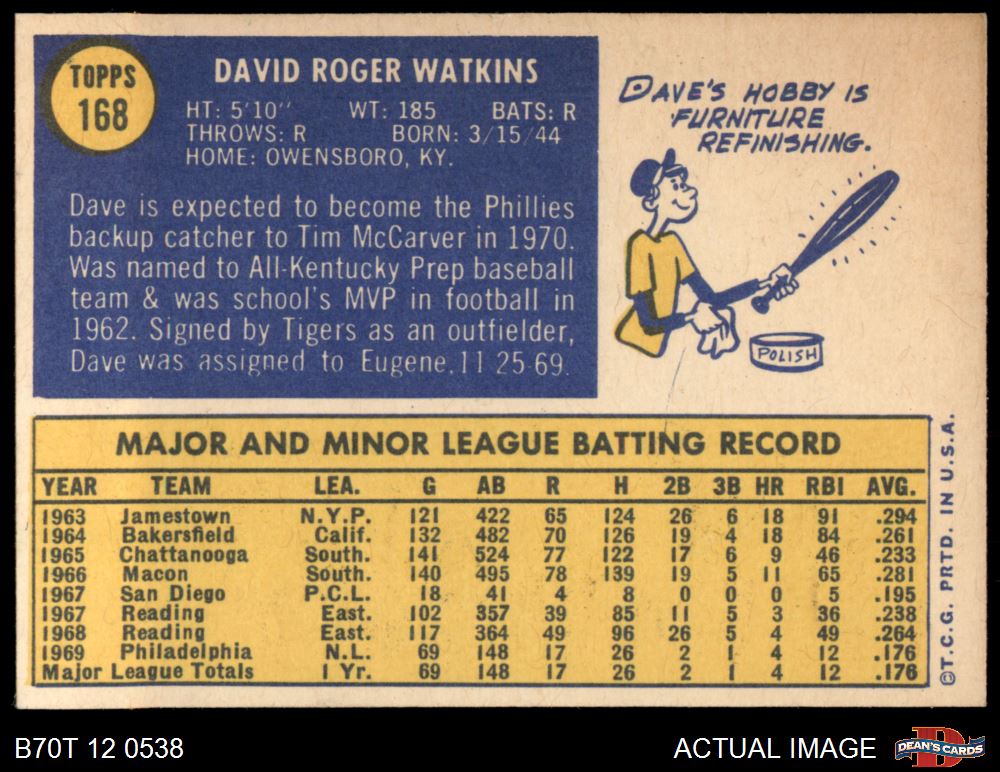 TOPPS
168
DAVID ROGER WATKINS
HT: 5'10" WT: 185 BATS: R
THROWS: R BORN: 3/15/44
HOME: OWENSBORO, KY.
Dave is expected to become the Phillies
backup catcher to Tim McCarver in 1970.
Was named to All-Kentucky Prep baseball
team & was school's MVP in football in
1962. Signed by Tigers as an outfielder,
Dave was assigned to Eugene, 11-25-69.
DAVE'S HOBBY IS
FURNITURE
REFINISHING.
POLISH
MAJOR AND MINOR LEAGUE BATTING RECORD
YEAR TEAM LEA. G AB R H 2B 3B HR RBI AVG.
1963 Jamestown N.Y.P. 121 422 65 124 26 6 18 91 .294
1964 Bakersfield Calif. 132 482 70 126 19 4 18 84 .261
1965 Chattanooga South. 141 524 77 122 17 6 9 46 .233
1966 Macon South. 140 495 78 139 19 5 11 65 .281
1967 San Diego P.C.L. 18 41 4 8 0 0 0 5 .195
1967 Reading East. 102 357 39 85 11 5 3 36 .238
1968 Reading East. 117 364 49 96 26 5 4 49 .264
1969 Philadelphia N.L. 69 148 17 26 2 1 4 12 .176
Major League Totals 1 Yr. 69 148 17 26 2 1 4 12 .176
©T.C.G. PRTD. IN U.S.A.
B70T 12 0538
ACTUAL IMAGE
D
DEAN'S CARDS